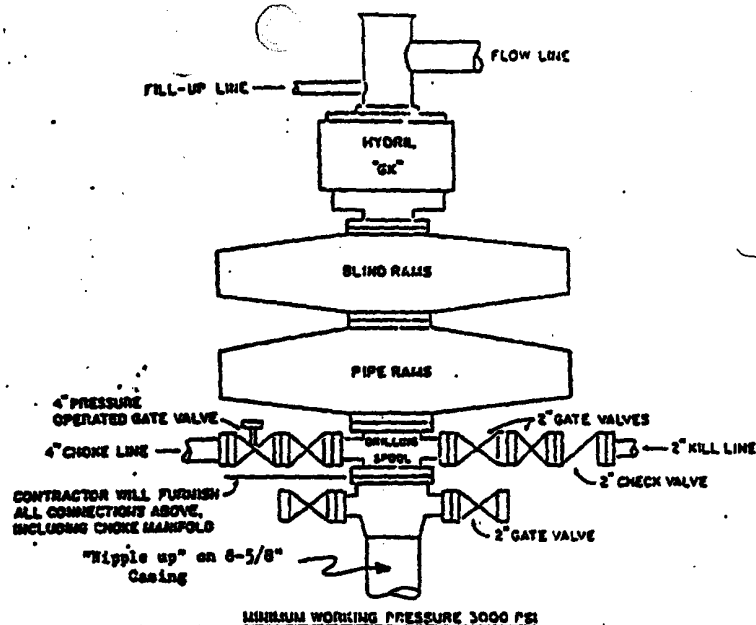 FLOW LINE
FILL-UP LINE
HYDRIL
"GK"
BLIND RAMS
PIPE RAMS
4" PRESSURE
OPERATED GATE VALVE
2" GATE VALVES
4" CHOKE LINE
DRILLING
SPOOL
2" KILL LINE
2" CHECK VALVE
CONTRACTOR WILL FURNISH
ALL CONNECTIONS ABOVE,
INCLUDING CHOKE MANIFOLD
2" GATE VALVE
"Nipple up" on 8-5/8"
Casing
MINIMUM WORKING PRESSURE 3000 PSI